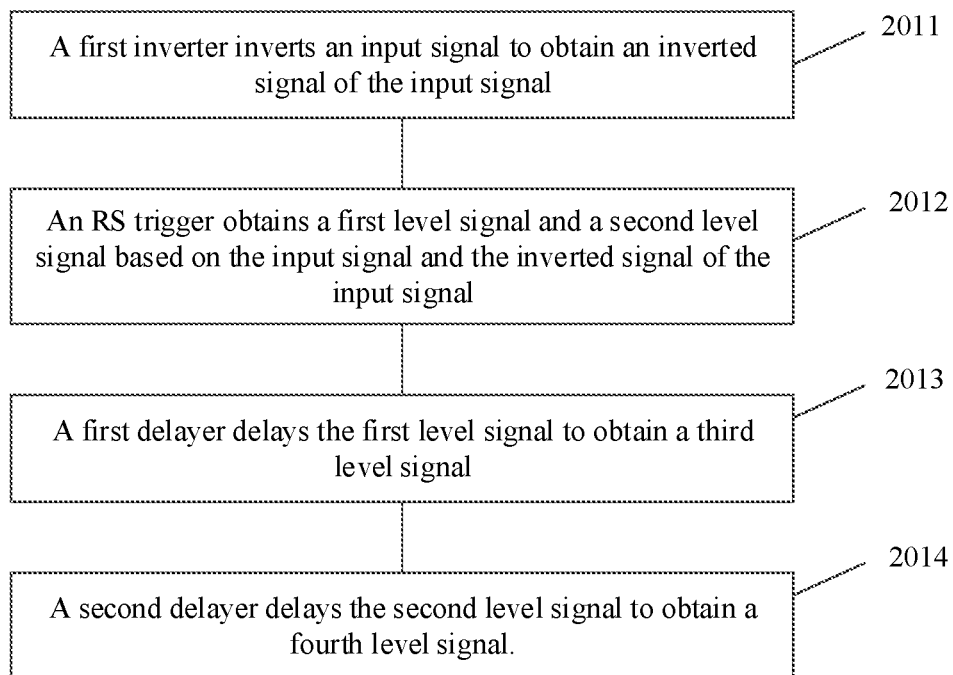 2011
A first inverter inverts an input signal to obtain an inverted
signal of the input signal
2012
An RS trigger obtains a first level signal and a second level
signal based on the input signal and the inverted signal of the
input signal
2013
A first delayer delays the first level signal to obtain a third
level signal
2014
A second delayer delays the second level signal to obtain a
fourth level signal.